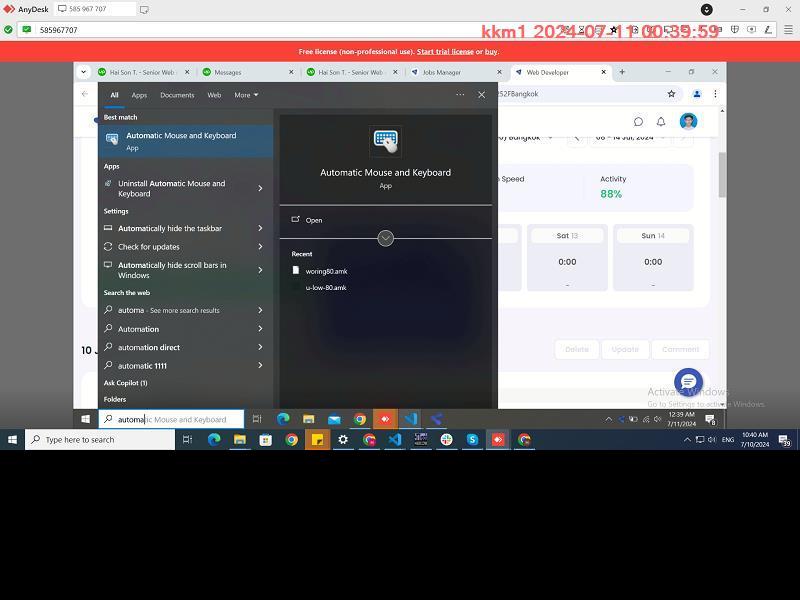 AnyDesk
585 967 707
585967707
kkm1 2024-07-11 00:39:59
Free license (non-professional use). Start trial license or buy.
Hai Son T. - Senior Web
Messages
Hai Son T. - Senior Web
Jobs Manager
Web Developer
252FBangkok
All Apps Documents Web More
Best match
Automatic Mouse and Keyboard
App
Apps
Uninstall Automatic Mouse and
Keyboard
Settings
Automatically hide the taskbar
Check for updates
Automatically hide scroll bars in
Windows
Search the web
automa - See more search results
Automation
automation direct
automatic 1111
Ask Copilot (1)
Folders
automatic Mouse and Keyboard
Automatic Mouse and Keyboard
App
Open
Recent
woring80.amk
u-low-80.amk
Bangkok
08 - 14 Jul, 2024
Speed
Activity
88%
Sat 13
0:00
-
Sun 14
0:00
-
10 J
Delete Update Comment
Activate Windows
Go to Settings to activate Windows.
12:39 AM
7/11/2024
Type here to search
ENG
10:40 AM
7/10/2024
39